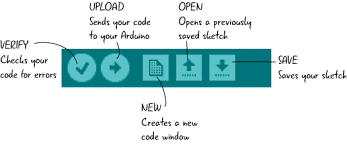 UPLOAD
Sends your code
to your Arduino
OPEN
Opens a previously
saved sketch
VERIFY
Checks your
code for errors
SAVE
Saves your sketch
NEW
Creates a new
code window